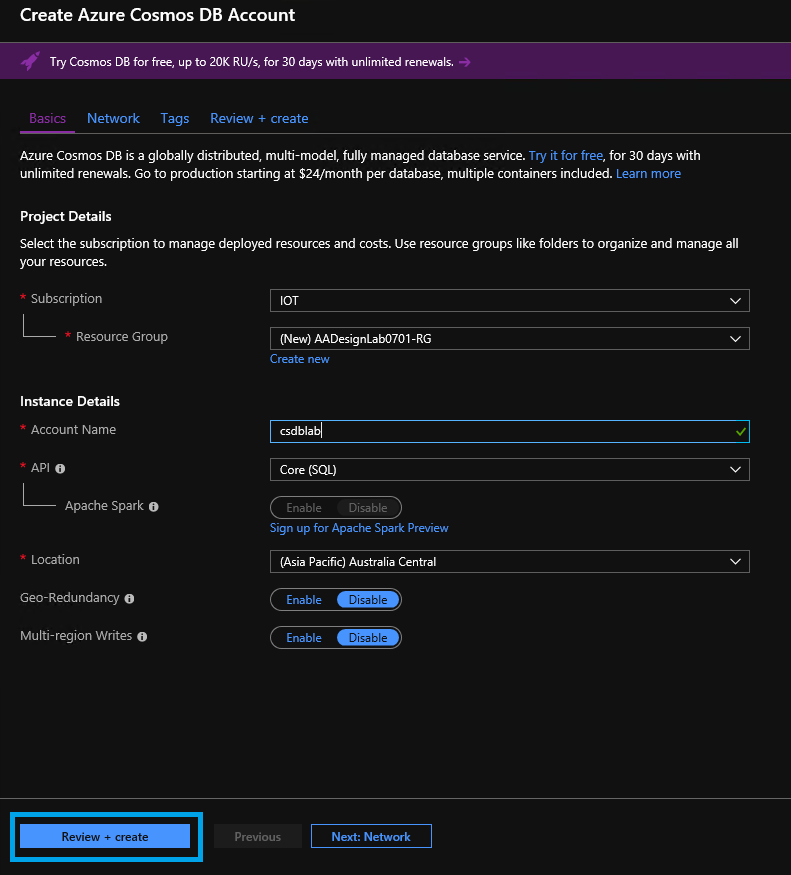 Create Azure Cosmos DB Account
Try Cosmos DB for free, up to 20K RU/s, for 30 days with unlimited renewals. →
Basics Network Tags Review + create
Azure Cosmos DB is a globally distributed, multi-model, fully managed database service. Try it for free, for 30 days with
unlimited renewals. Go to production starting at $24/month per database, multiple containers included. Learn more
Project Details
Select the subscription to manage deployed resources and costs. Use resource groups like folders to organize and manage all
your resources.
* Subscription IOT
* Resource Group (New) AADesignLab0701-RG
Create new
Instance Details
* Account Name csdblab
* API Core (SQL)
Apache Spark Enable Disable
Sign up for Apache Spark Preview
* Location (Asia Pacific) Australia Central
Geo-Redundancy Enable Disable
Multi-region Writes Enable Disable
Review + create Previous Next: Network